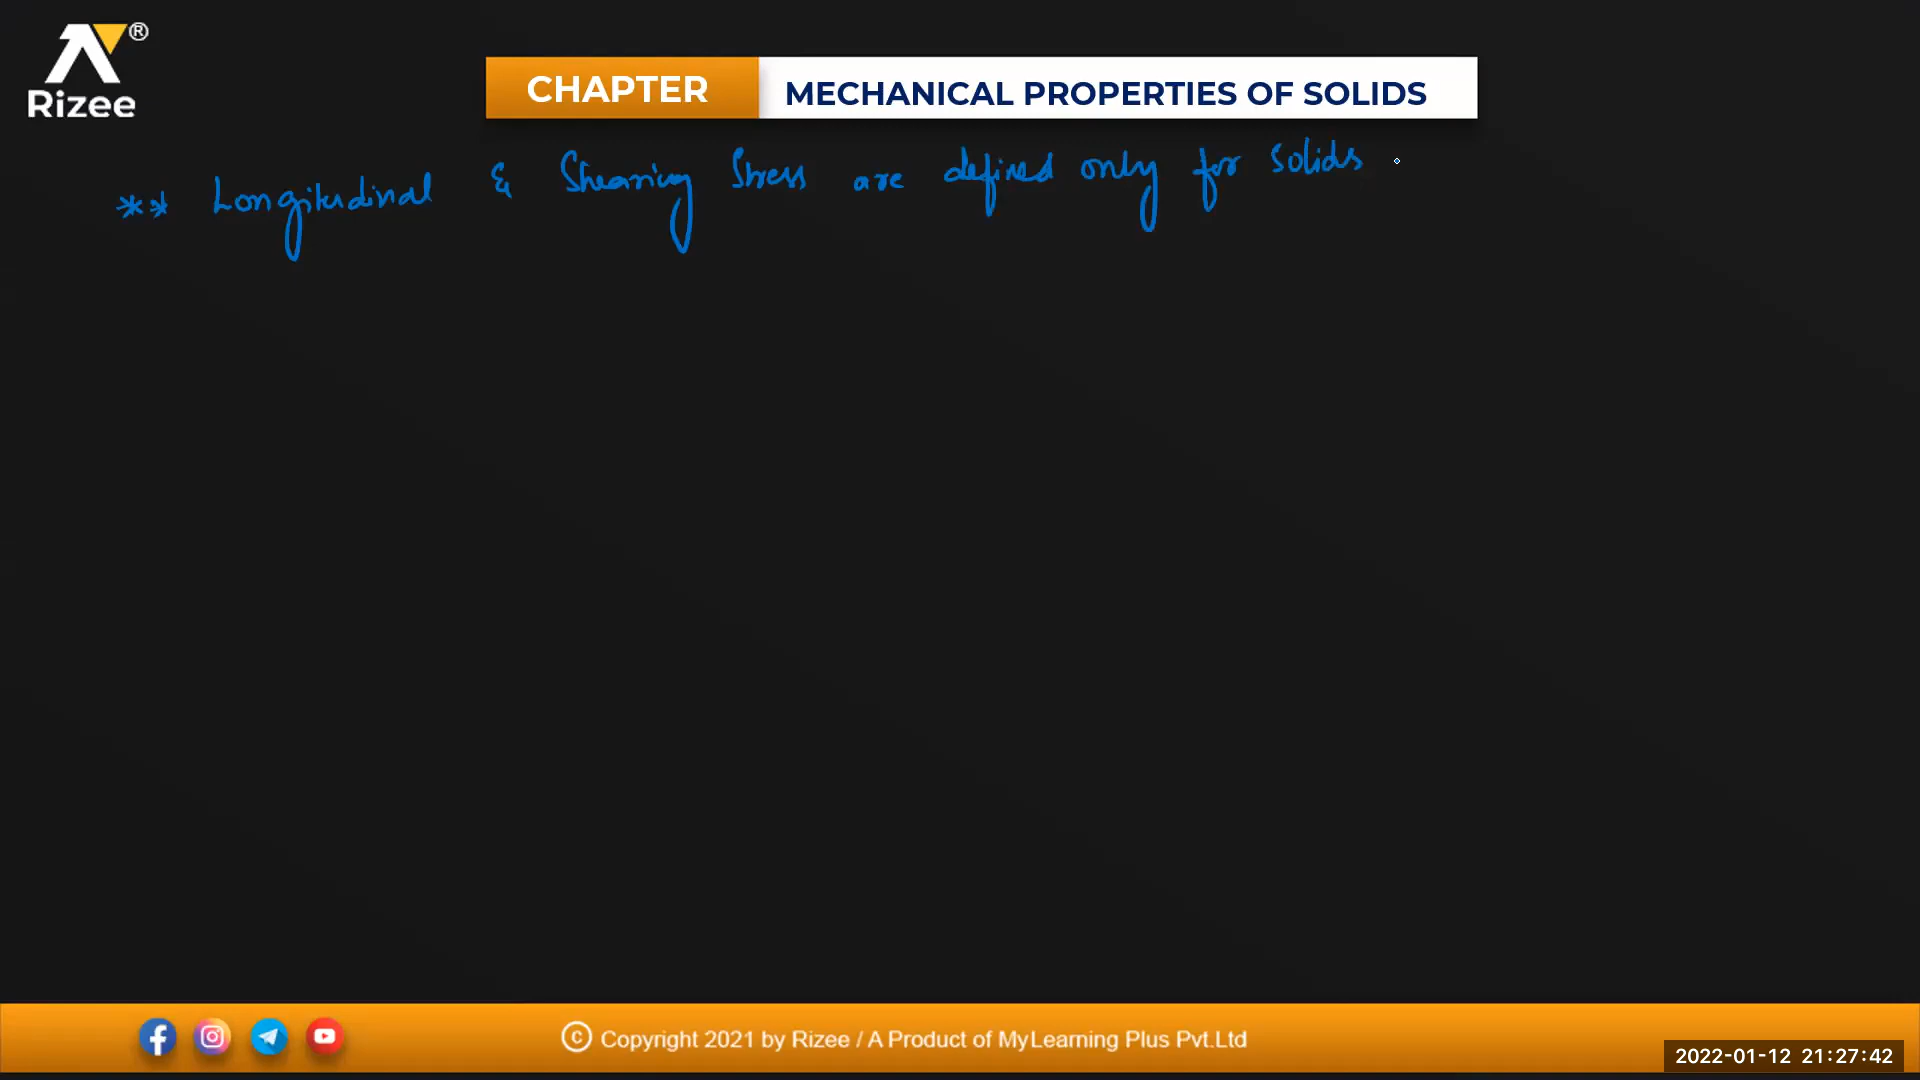 ®
Rizee
CHAPTER MECHANICAL PROPERTIES OF SOLIDS
** Longitudinal & Shearing Stress are defined only for Solids.
© Copyright 2021 by Rizee / A Product of MyLearning Plus Pvt.Ltd
2022-01-12 21:27:42